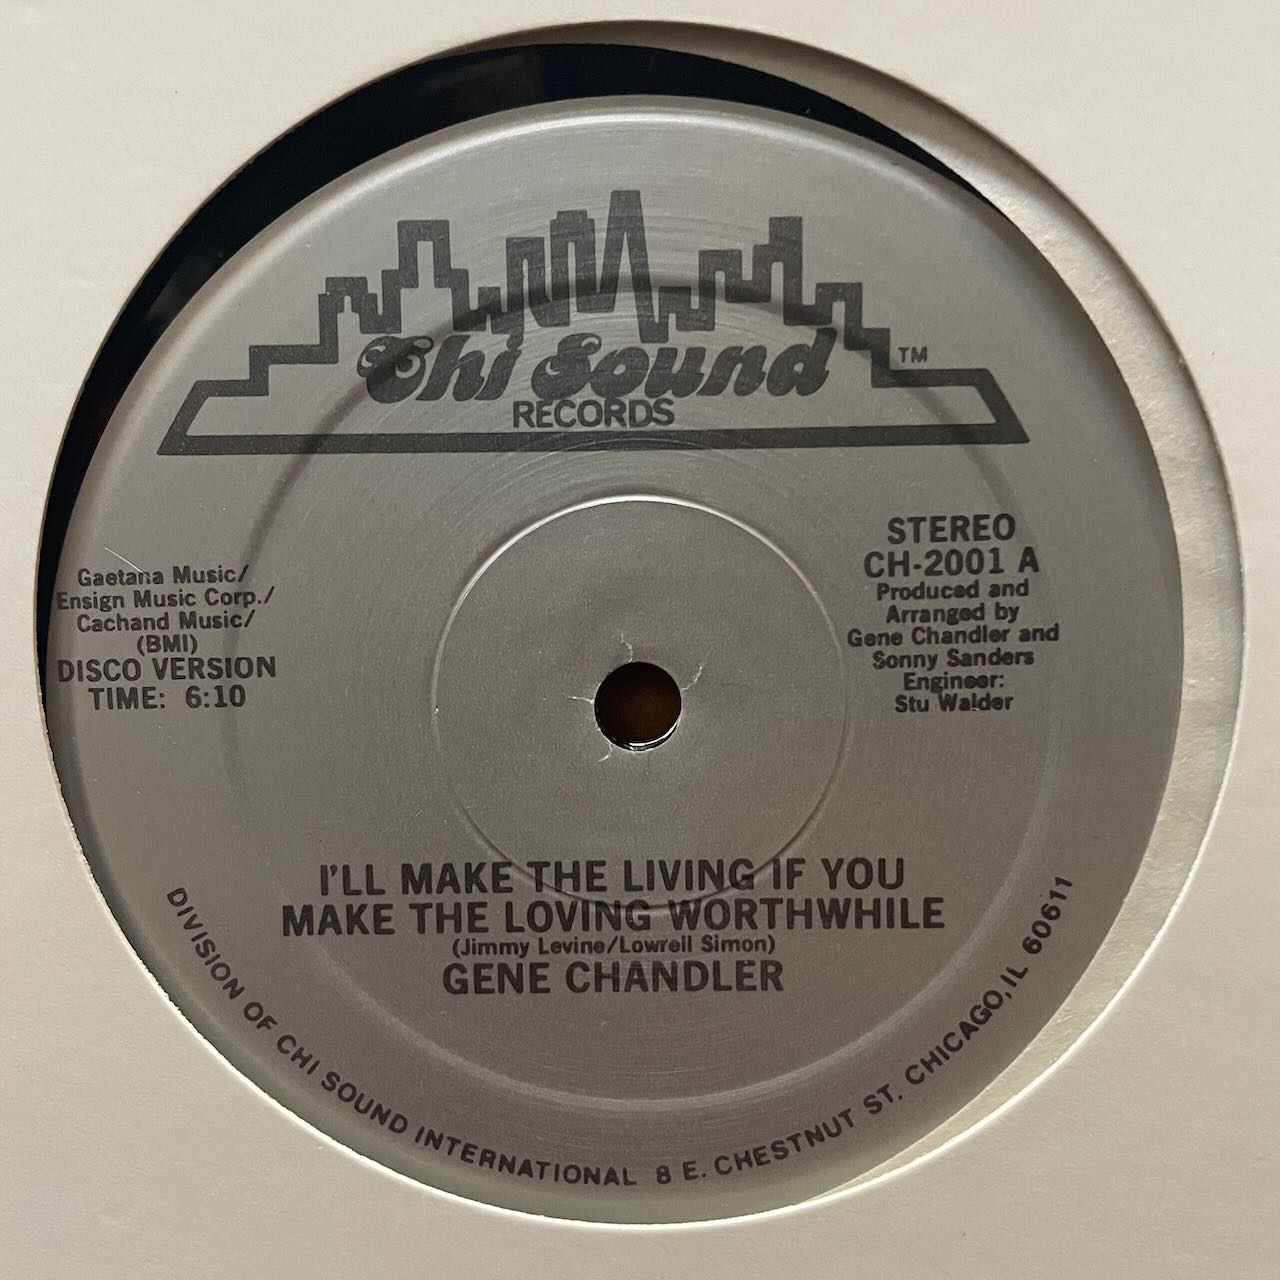 Chi Sound
TM
RECORDS
STEREO
CH-2001 A
Produced and
Arranged by
Gene Chandler and
Sonny Sanders
Engineer:
Stu Walder
Gaetana Music/
Ensign Music Corp./
Cachand Music/
(BMI)
DISCO VERSION
TIME: 6:10
I'LL MAKE THE LIVING IF YOU
MAKE THE LOVING WORTHWHILE
(Jimmy Levine/Lowrell Simon)
GENE CHANDLER
DIVISION OF CHI SOUND INTERNATIONAL 8 E. CHESTNUT ST. CHICAGO, IL 60611